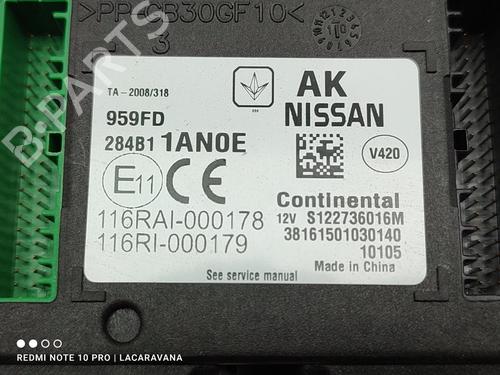 >PP-GB30GF10<
3
TA - 2008/318
AK
NISSAN
959FD
284B1 1AN0E
V420
E11 CE
Continental
116RAI-000178
12V S122736016M
116RI-000179
38161501030140
10105
See service manual
Made in China
B-PARTS
REDMI NOTE 10 PRO | LACARAVANA